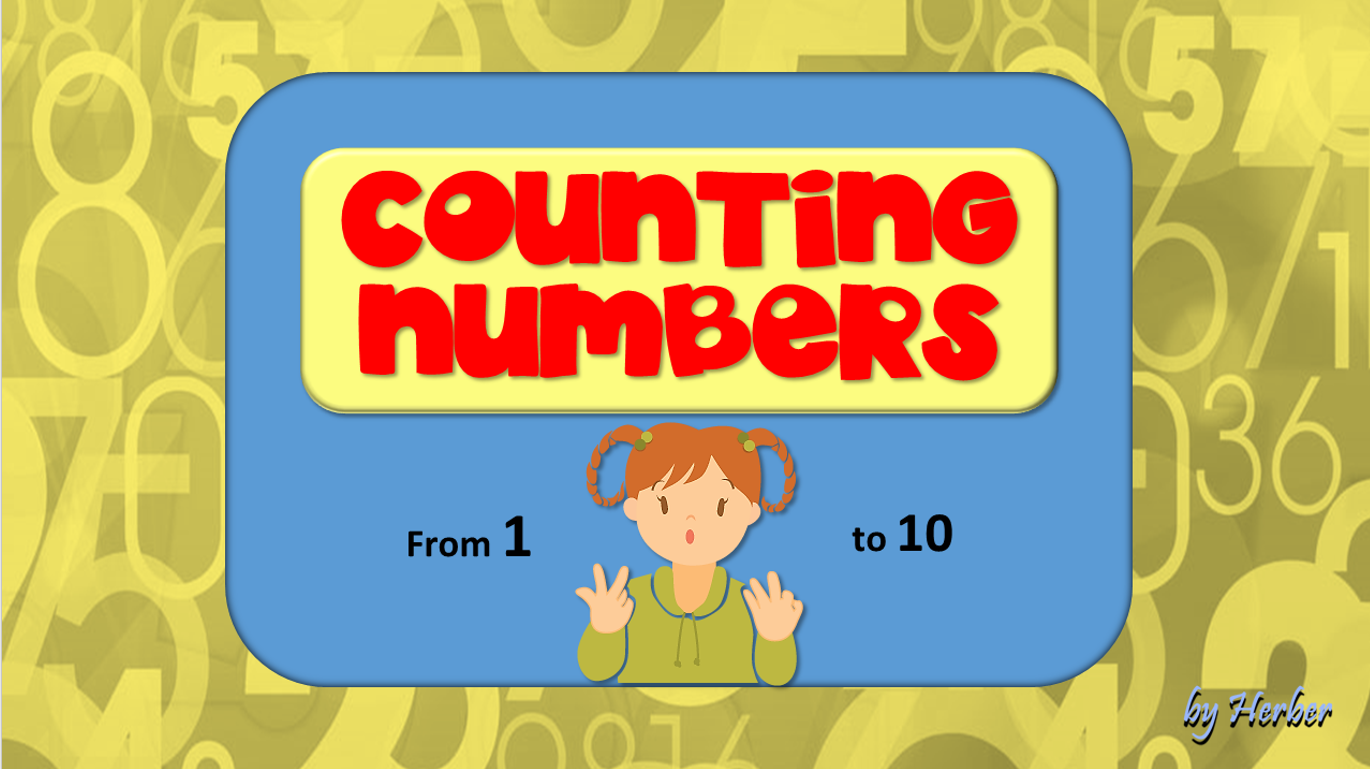 COUNTING
NUMBERS
From 1 to 10
by Herber